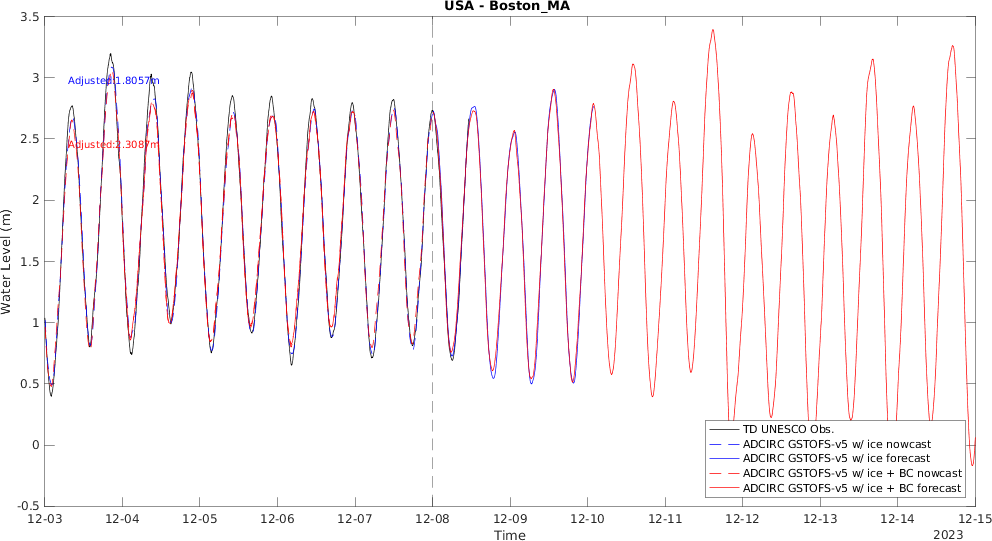 USA - Boston_MA
3.5
3
2.5
2
1.5
1
0.5
0
-0.5
Water Level (m)
Adjusted:1.8057m
Adjusted:2.3087m
TD UNESCO Obs.
ADCIRC GSTOFS-v5 w/ ice nowcast
ADCIRC GSTOFS-v5 w/ ice forecast
ADCIRC GSTOFS-v5 w/ ice + BC nowcast
ADCIRC GSTOFS-v5 w/ ice + BC forecast
12-03 12-04 12-05 12-06 12-07 12-08 12-09 12-10 12-11 12-12 12-13 12-14 12-15
Time
2023